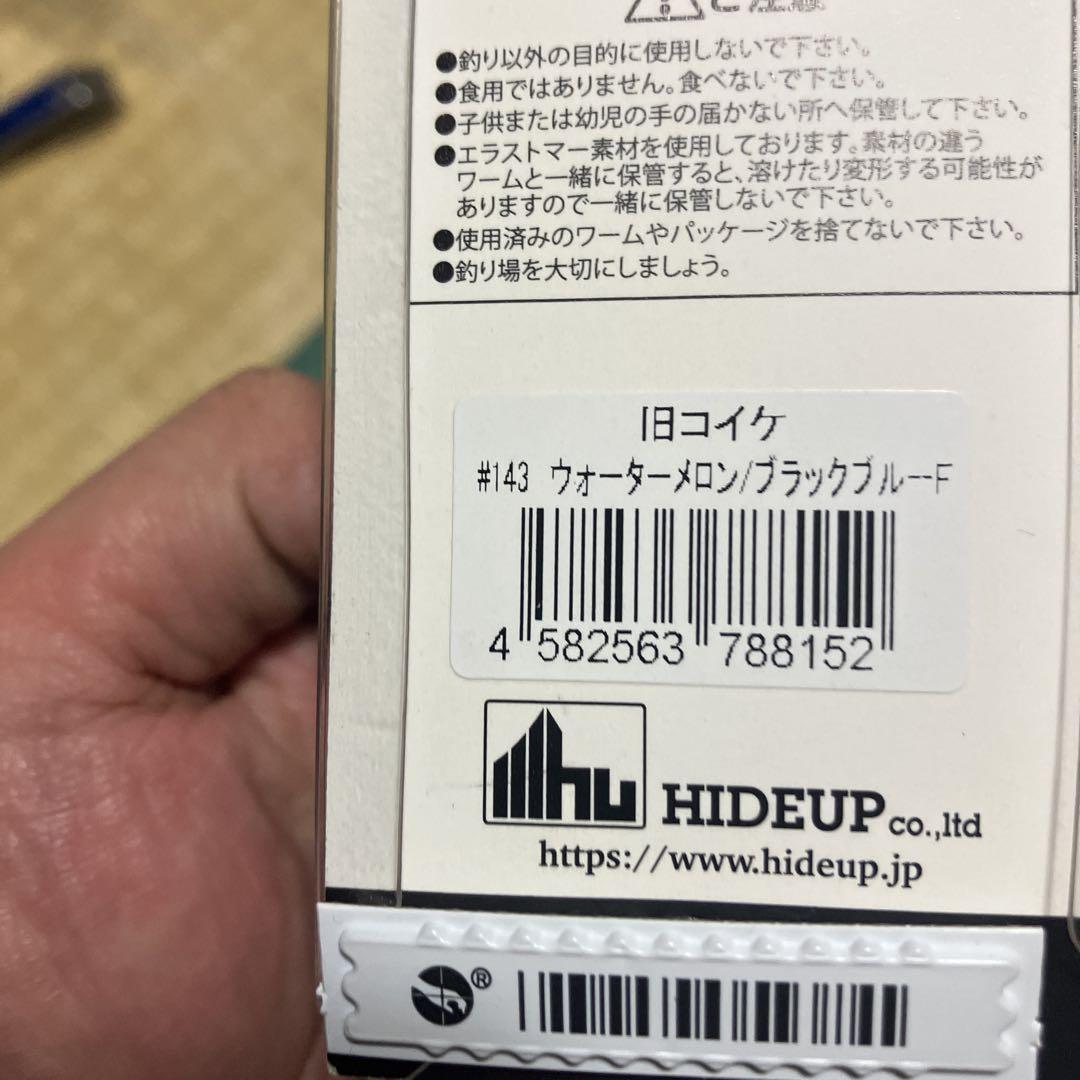 ご注意
●釣り以外の目的に使用しないで下さい。
●食用ではありません。食べないで下さい。
●子供または幼児の手の届かない所へ保管して下さい。
●エラストマー素材を使用しております。素材の違う
ワームと一緒に保管すると、溶けたり変形する可能性が
ありますので一緒に保管しないで下さい。
●使用済みのワームやパッケージを捨てないで下さい。
●釣り場を大切にしましょう。
旧コイケ
#143 ウォーターメロン/ブラックブルーF
4 582563 788152
hu HIDEUP co.,ltd
https://www.hideup.jp
®